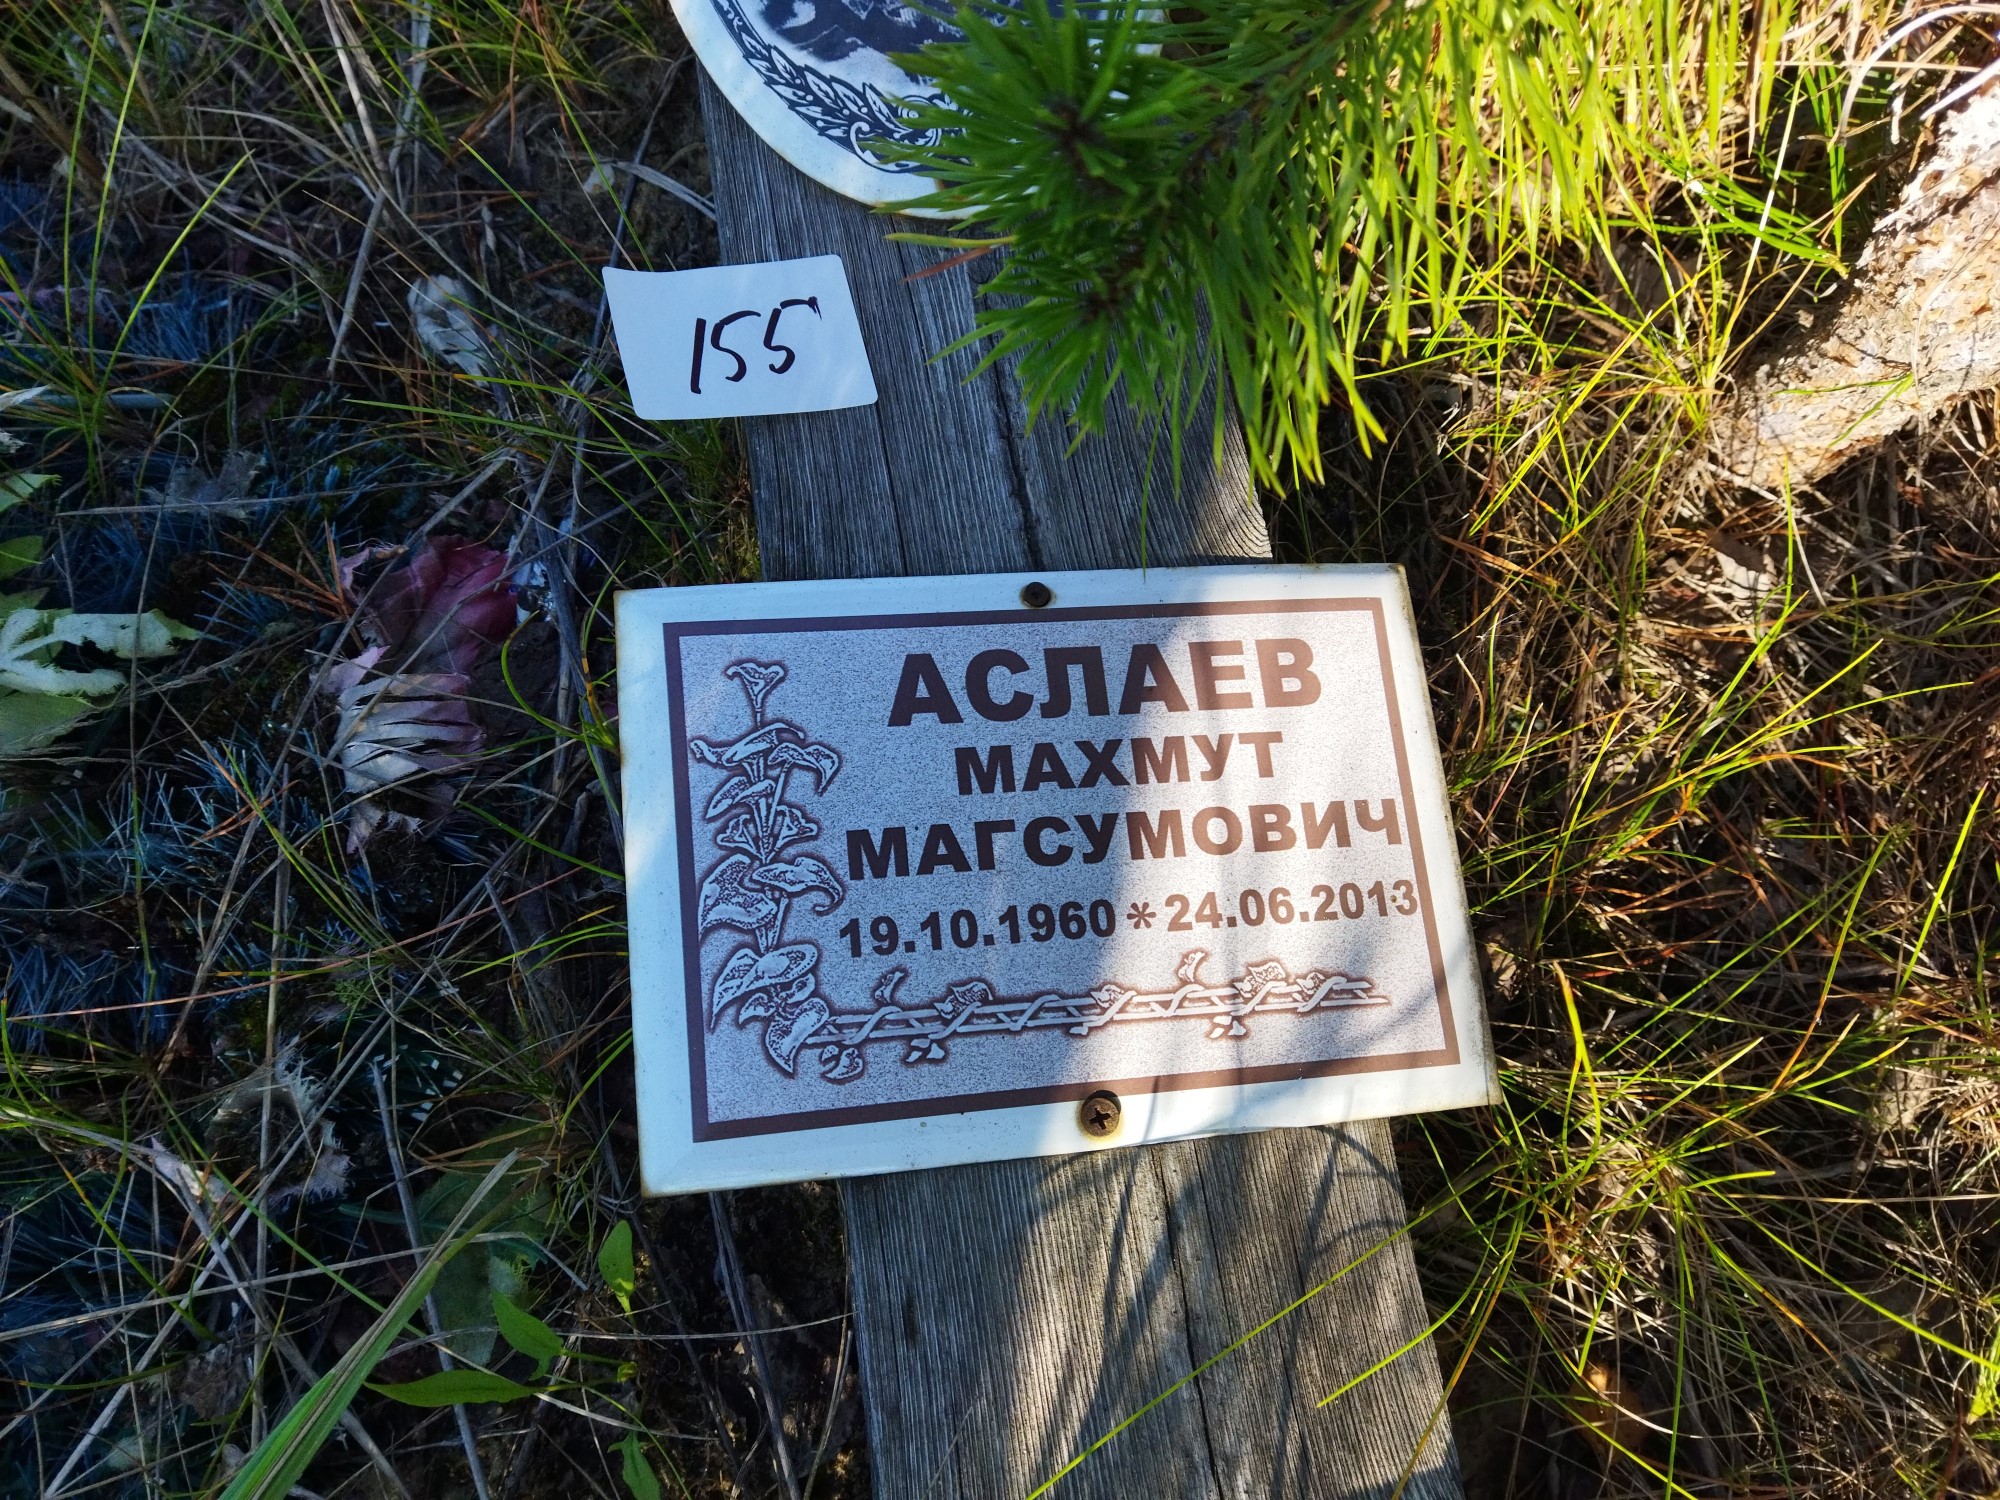 155
АСЛАЕВ
МАХМУТ
МАГСУМОВИЧ
19.10.1960 * 24.06.2013